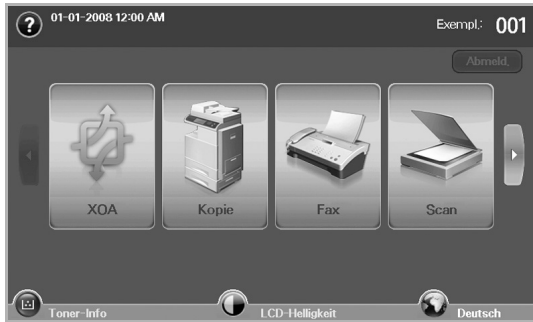 ? 01-01-2008 12:00 AM Exempl.: 001
Abmeld.
XOA Kopie Fax Scan
Toner-Info LCD-Helligkeit Deutsch